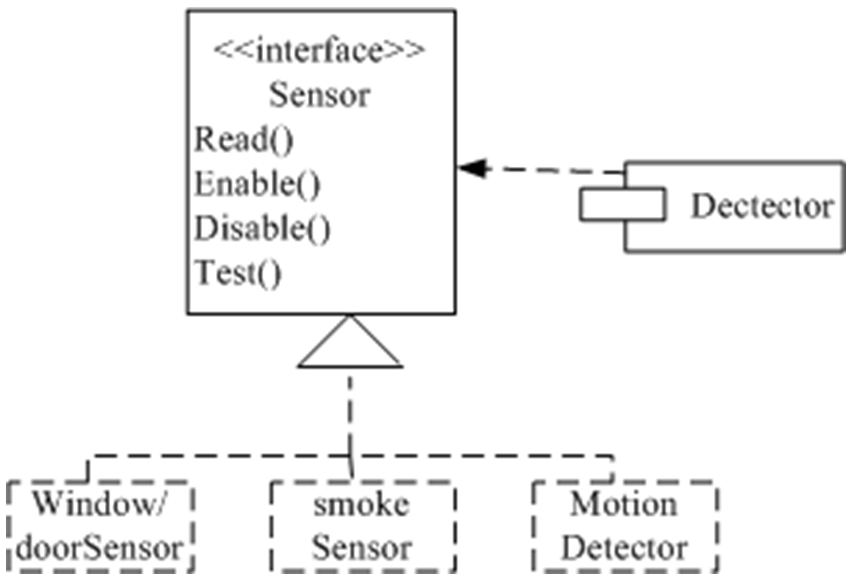 <<interface>>
Sensor
Read()
Enable()
Disable()
Test()
Dectector
Window/
doorSensor
smoke
Sensor
Motion
Detector